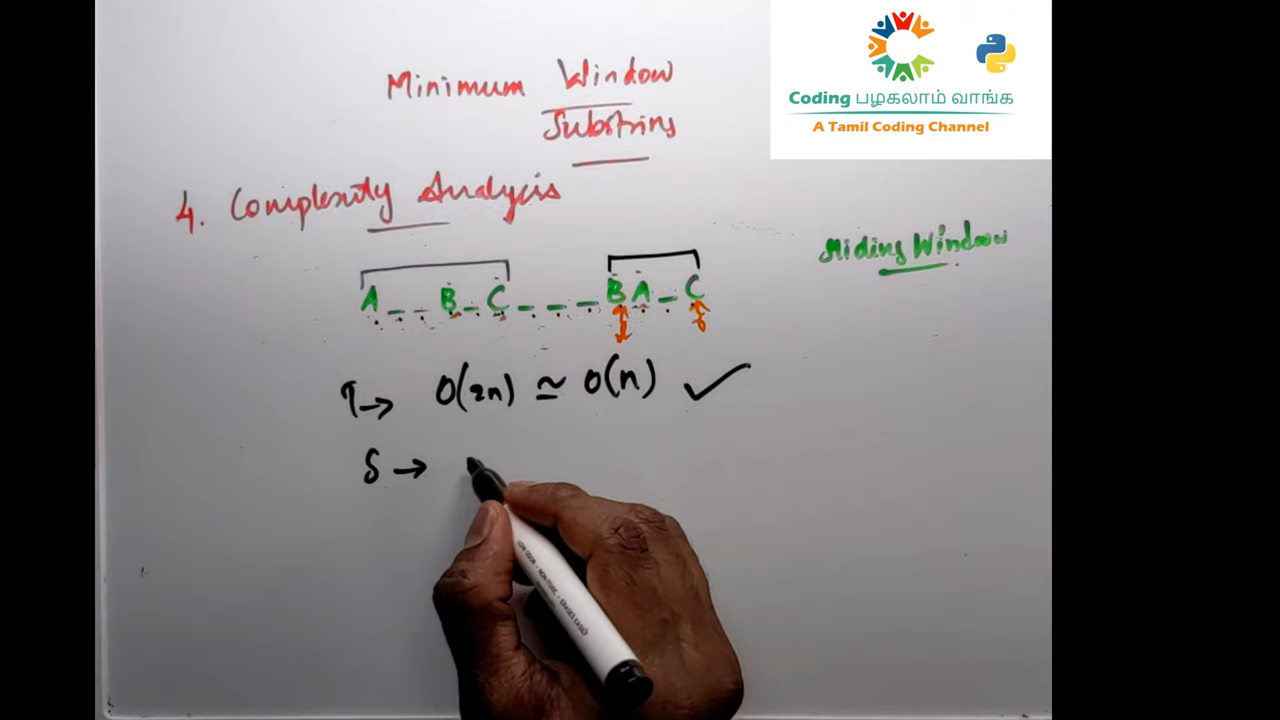 Coding பழகலாம் வாங்க
A Tamil Coding Channel
Minimum Window
Substring
4. Complexity Analysis
Sliding Window
A _ _ B _ C _ _ _ B A _ C
T → O(2n) ≃ O(n) ✓
S →